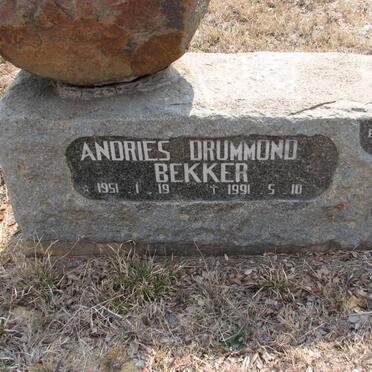 ANDRIES DRUMMOND
BEKKER
☆ 1951 1 19 ✝ 1991 5 10